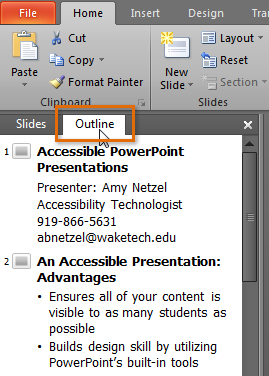 File Home Insert Design Tran
Cut
Copy
Format Painter
Paste
Clipboard
New Slide
Layout
Reset
Section
Slides
Slides Outline
1 Accessible PowerPoint
Presentations
Presenter: Amy Netzel
Accessibility Technologist
919-866-5631
abnetzel@waketech.edu
2 An Accessible Presentation:
Advantages
• Ensures all of your content is
visible to as many students as
possible
• Builds design skill by utilizing
PowerPoint's built-in tools